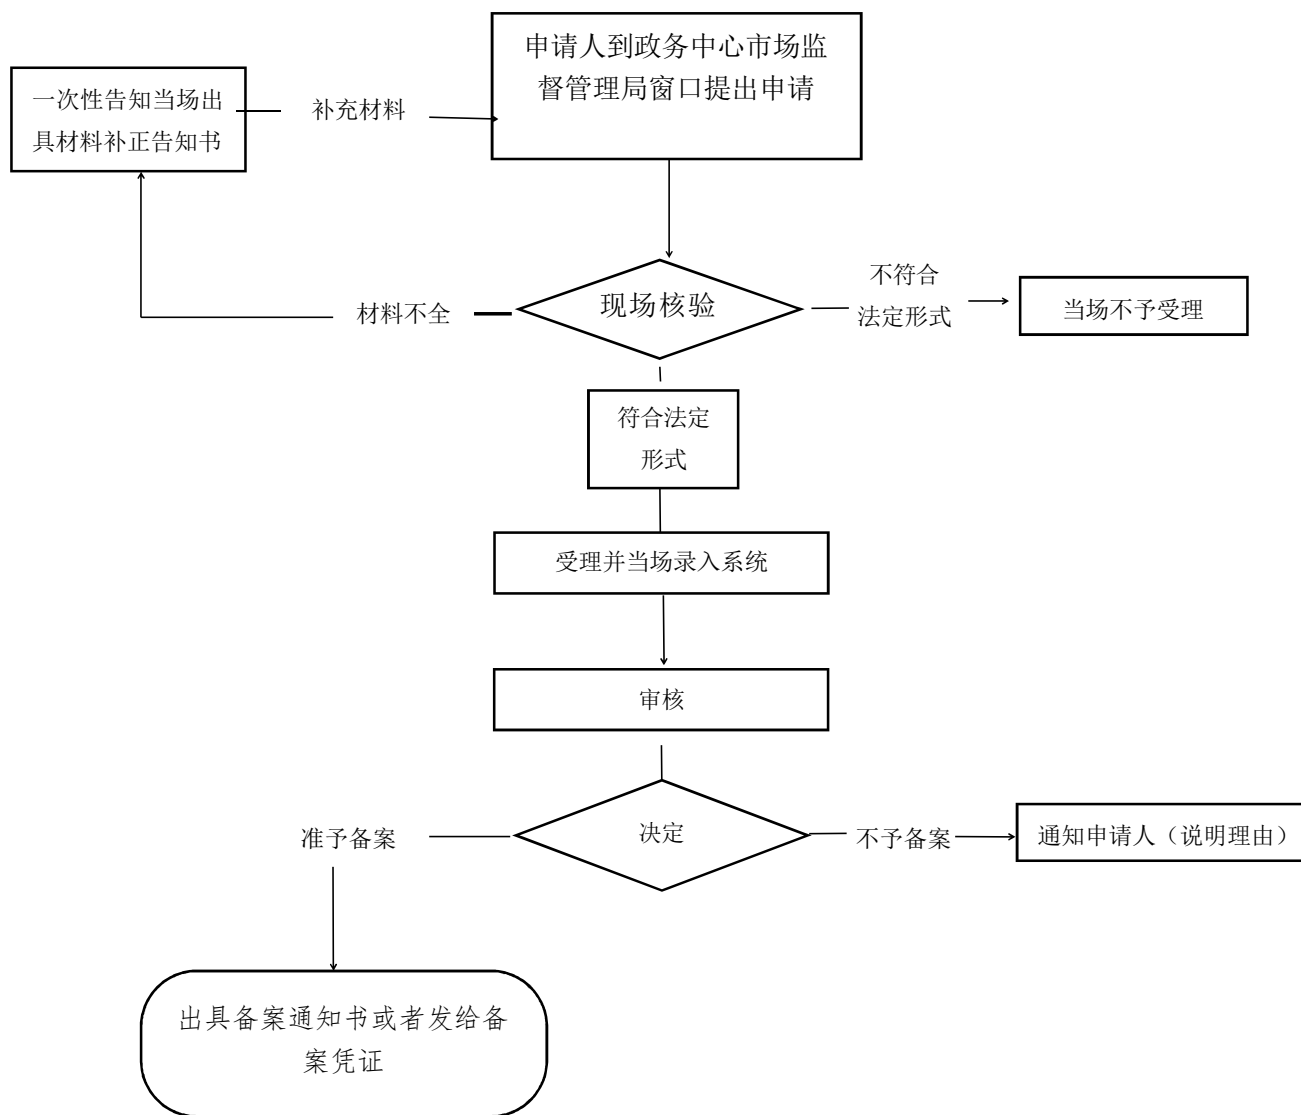 申请人到政务中心市场监
督管理局窗口提出申请
一次性告知当场出
具材料补正告知书
补充材料
现场核验
材料不全
不符合
法定形式
当场不予受理
符合法定
形式
受理并当场录入系统
审核
决定
准予备案
不予备案
通知申请人（说明理由）
出具备案通知书或者发给备
案凭证